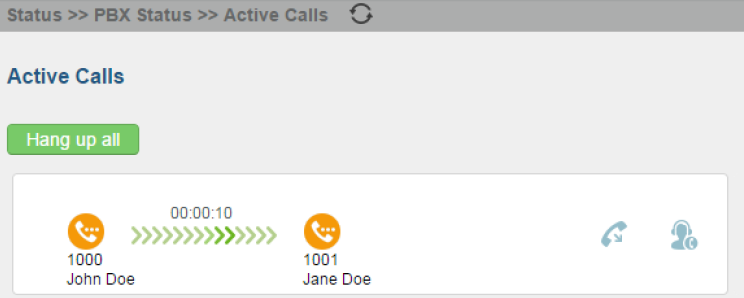 Status >> PBX Status >> Active Calls
Active Calls
Hang up all
00:00:10
1000
John Doe
1001
Jane Doe